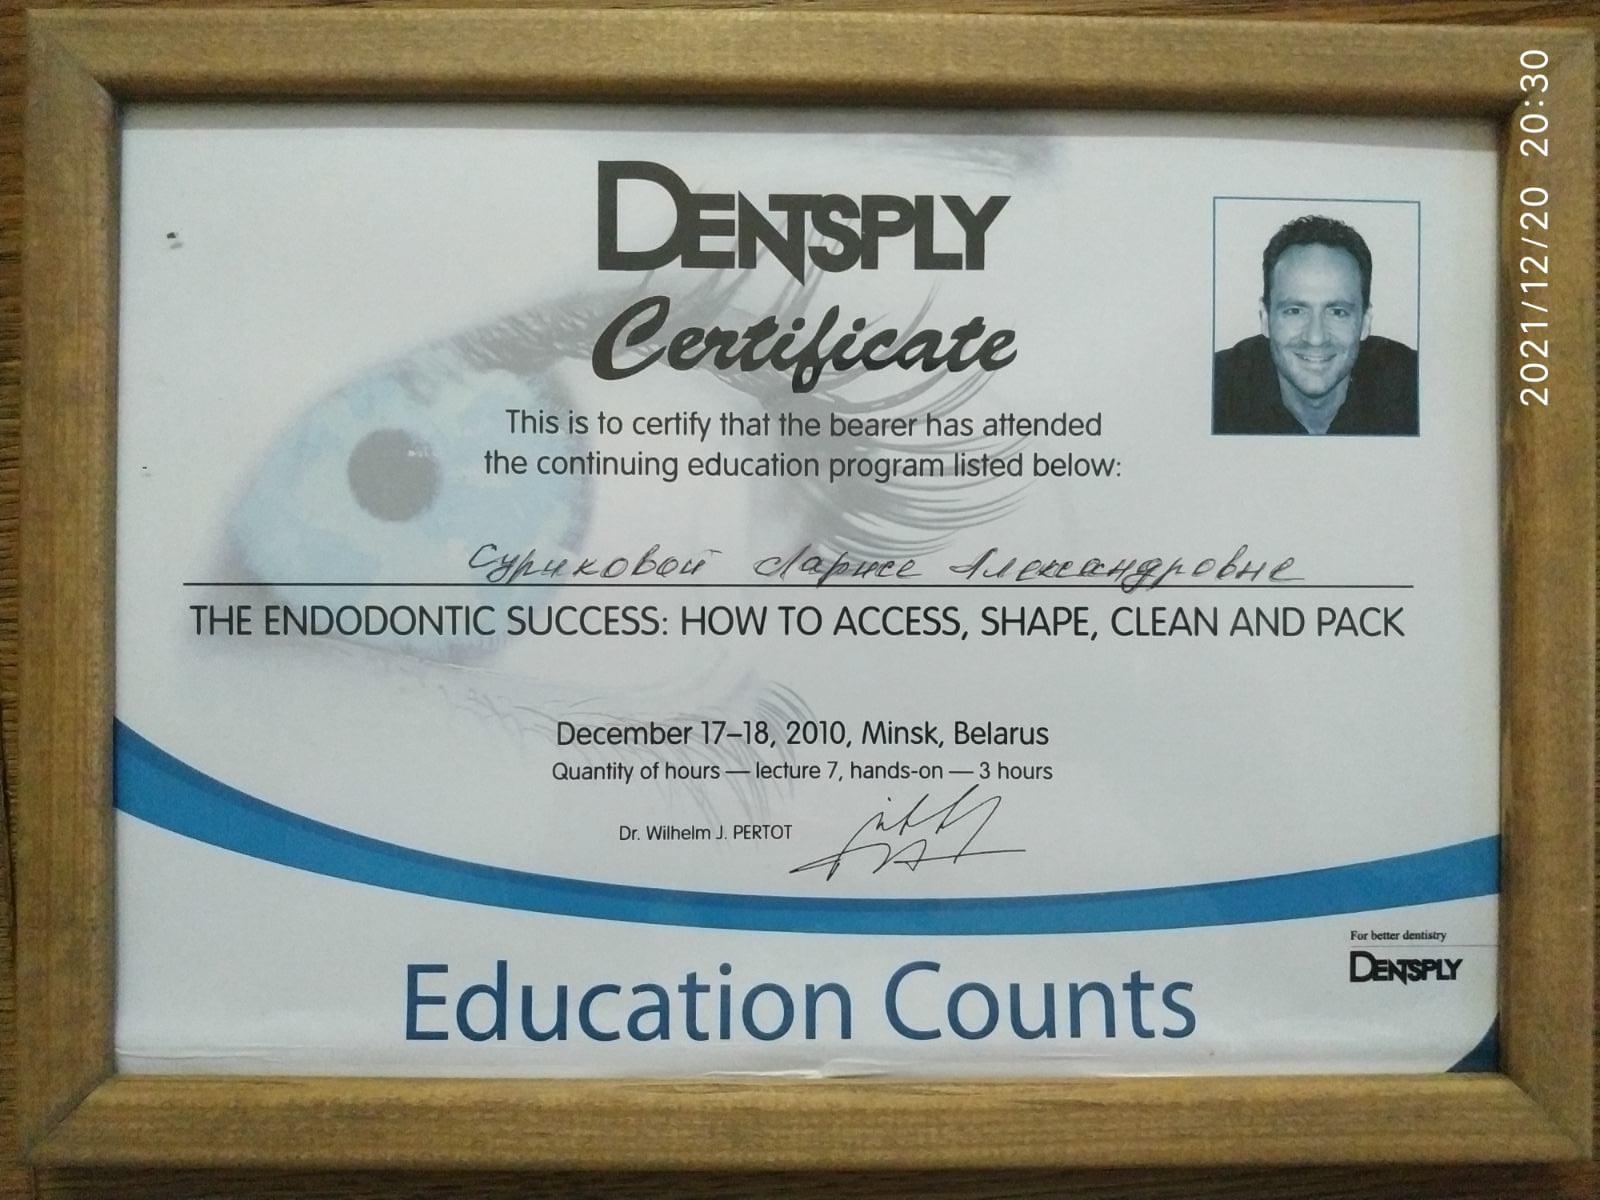 DENTSPLY
Certificate
This is to certify that the bearer has attended
the continuing education program listed below:
Суриковой Ларисе Александровне
THE ENDODONTIC SUCCESS: HOW TO ACCESS, SHAPE, CLEAN AND PACK
December 17–18, 2010, Minsk, Belarus
Quantity of hours — lecture 7, hands-on — 3 hours
Dr. Wilhelm J. PERTOT
For better dentistry
DENTSPLY
Education Counts
2021/12/20 20:30